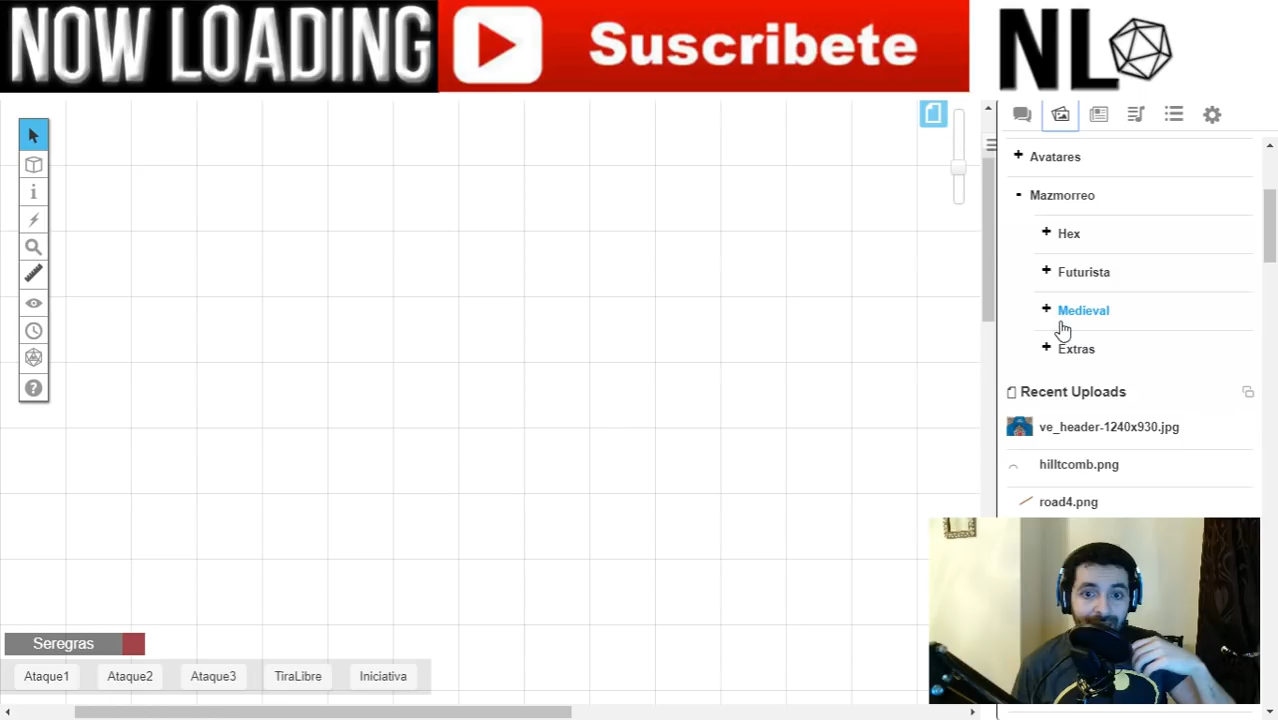 NOW LOADING
Suscribete
NL
+ Avatares
- Mazmorreo
+ Hex
+ Futurista
+ Medieval
+ Extras
Recent Uploads
ve_header-1240x930.jpg
hilltcomb.png
road4.png
Seregras
Ataque1 Ataque2 Ataque3 TiraLibre Iniciativa